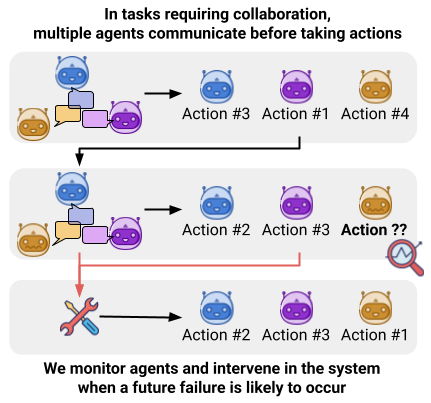 In tasks requiring collaboration,
multiple agents communicate before taking actions
Action #3 Action #1 Action #4
Action #2 Action #3 Action ??
Action #2 Action #3 Action #1
We monitor agents and intervene in the system
when a future failure is likely to occur